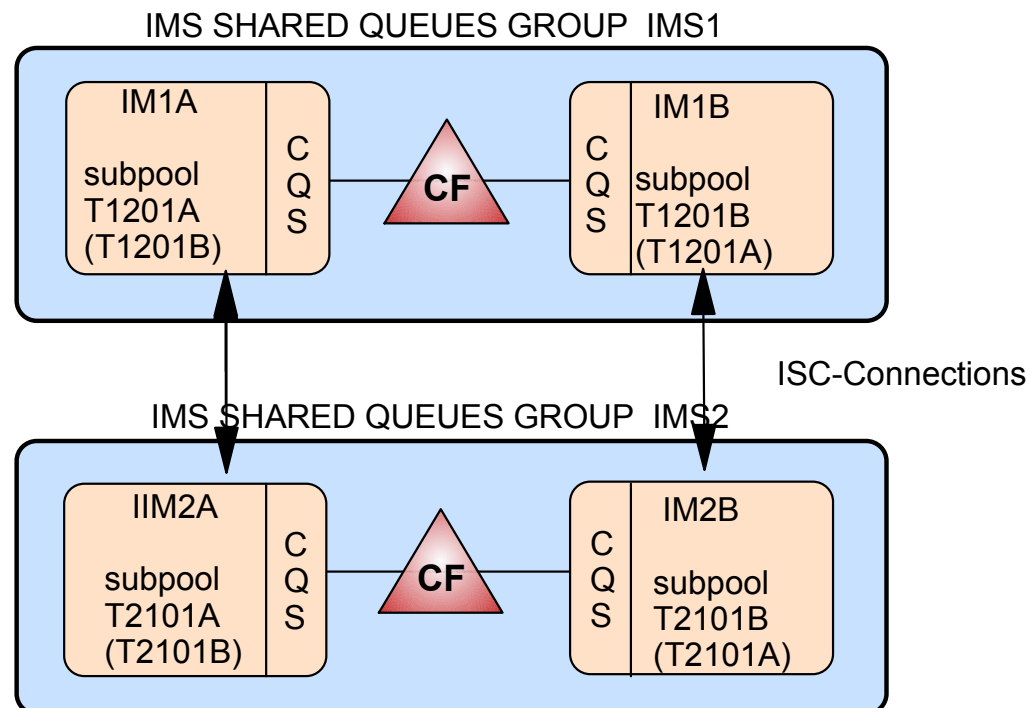 IMS SHARED QUEUES GROUP IMS1
IM1A
subpool
T1201A
(T1201B)
C
Q
S
CF
C
Q
S
IM1B
subpool
T1201B
(T1201A)
ISC-Connections
IMS SHARED QUEUES GROUP IMS2
IIM2A
subpool
T2101A
(T2101B)
C
Q
S
CF
C
Q
S
IM2B
subpool
T2101B
(T2101A)